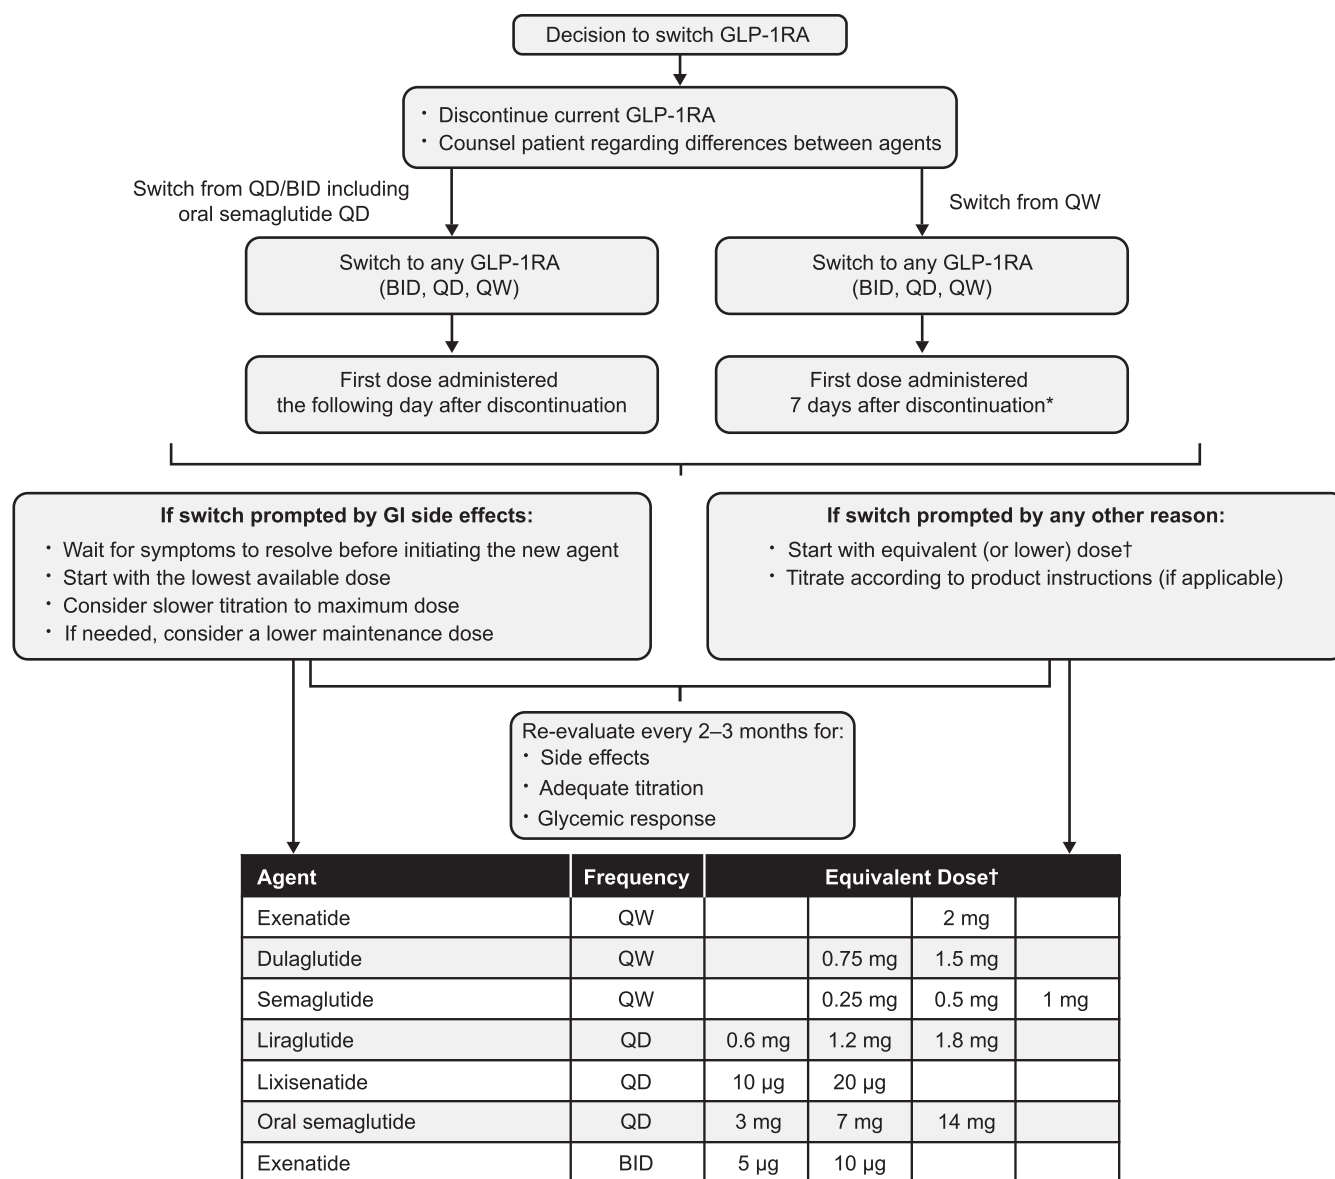 Decision to switch GLP-1RA
· Discontinue current GLP-1RA
· Counsel patient regarding differences between agents
Switch from QD/BID including
oral semaglutide QD
Switch from QW
Switch to any GLP-1RA
(BID, QD, QW)
Switch to any GLP-1RA
(BID, QD, QW)
First dose administered
the following day after discontinuation
First dose administered
7 days after discontinuation*
If switch prompted by GI side effects:
· Wait for symptoms to resolve before initiating the new agent
· Start with the lowest available dose
· Consider slower titration to maximum dose
· If needed, consider a lower maintenance dose
If switch prompted by any other reason:
· Start with equivalent (or lower) dose†
· Titrate according to product instructions (if applicable)
Re-evaluate every 2–3 months for:
· Side effects
· Adequate titration
· Glycemic response
Agent Frequency Equivalent Dose†
Exenatide QW 2 mg
Dulaglutide QW 0.75 mg 1.5 mg
Semaglutide QW 0.25 mg 0.5 mg 1 mg
Liraglutide QD 0.6 mg 1.2 mg 1.8 mg
Lixisenatide QD 10 µg 20 µg
Oral semaglutide QD 3 mg 7 mg 14 mg
Exenatide BID 5 µg 10 µg